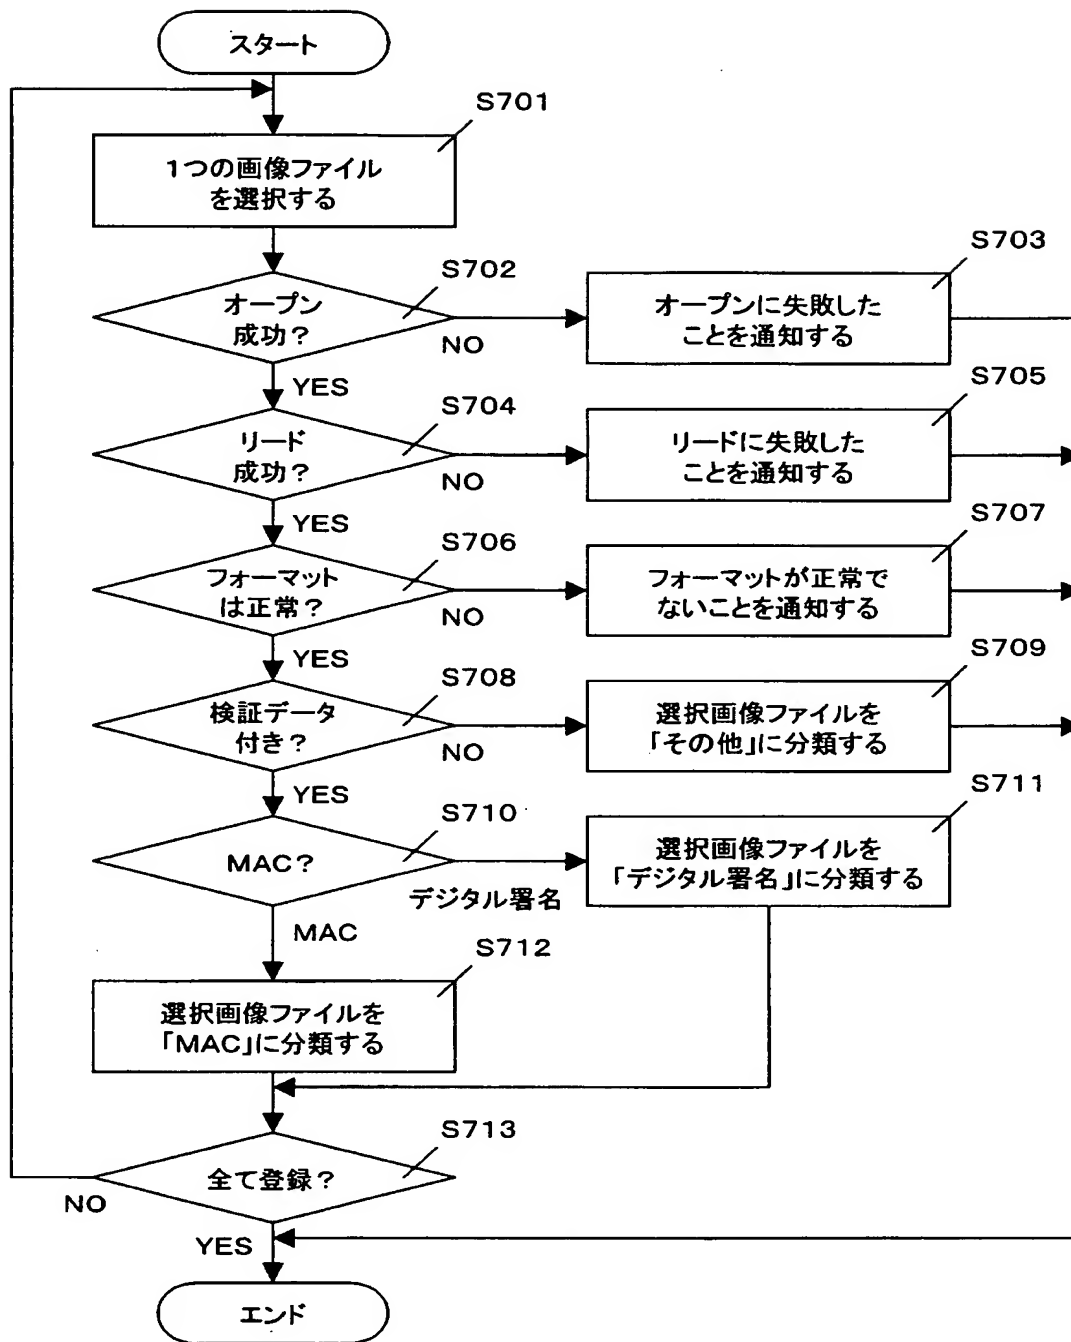 スタート
S701
1つの画像ファイル
を選択する
S702
オープン
成功?
NO
YES
S703
オープンに失敗した
ことを通知する
S704
リード
成功?
NO
YES
S705
リードに失敗した
ことを通知する
S706
フォーマット
は正常?
NO
YES
S707
フォーマットが正常で
ないことを通知する
S708
検証データ
付き?
NO
YES
S709
選択画像ファイルを
「その他」に分類する
S710
MAC?
デジタル署名
MAC
S711
選択画像ファイルを
「デジタル署名」に分類する
S712
選択画像ファイルを
「MAC」に分類する
S713
全て登録?
NO
YES
エンド